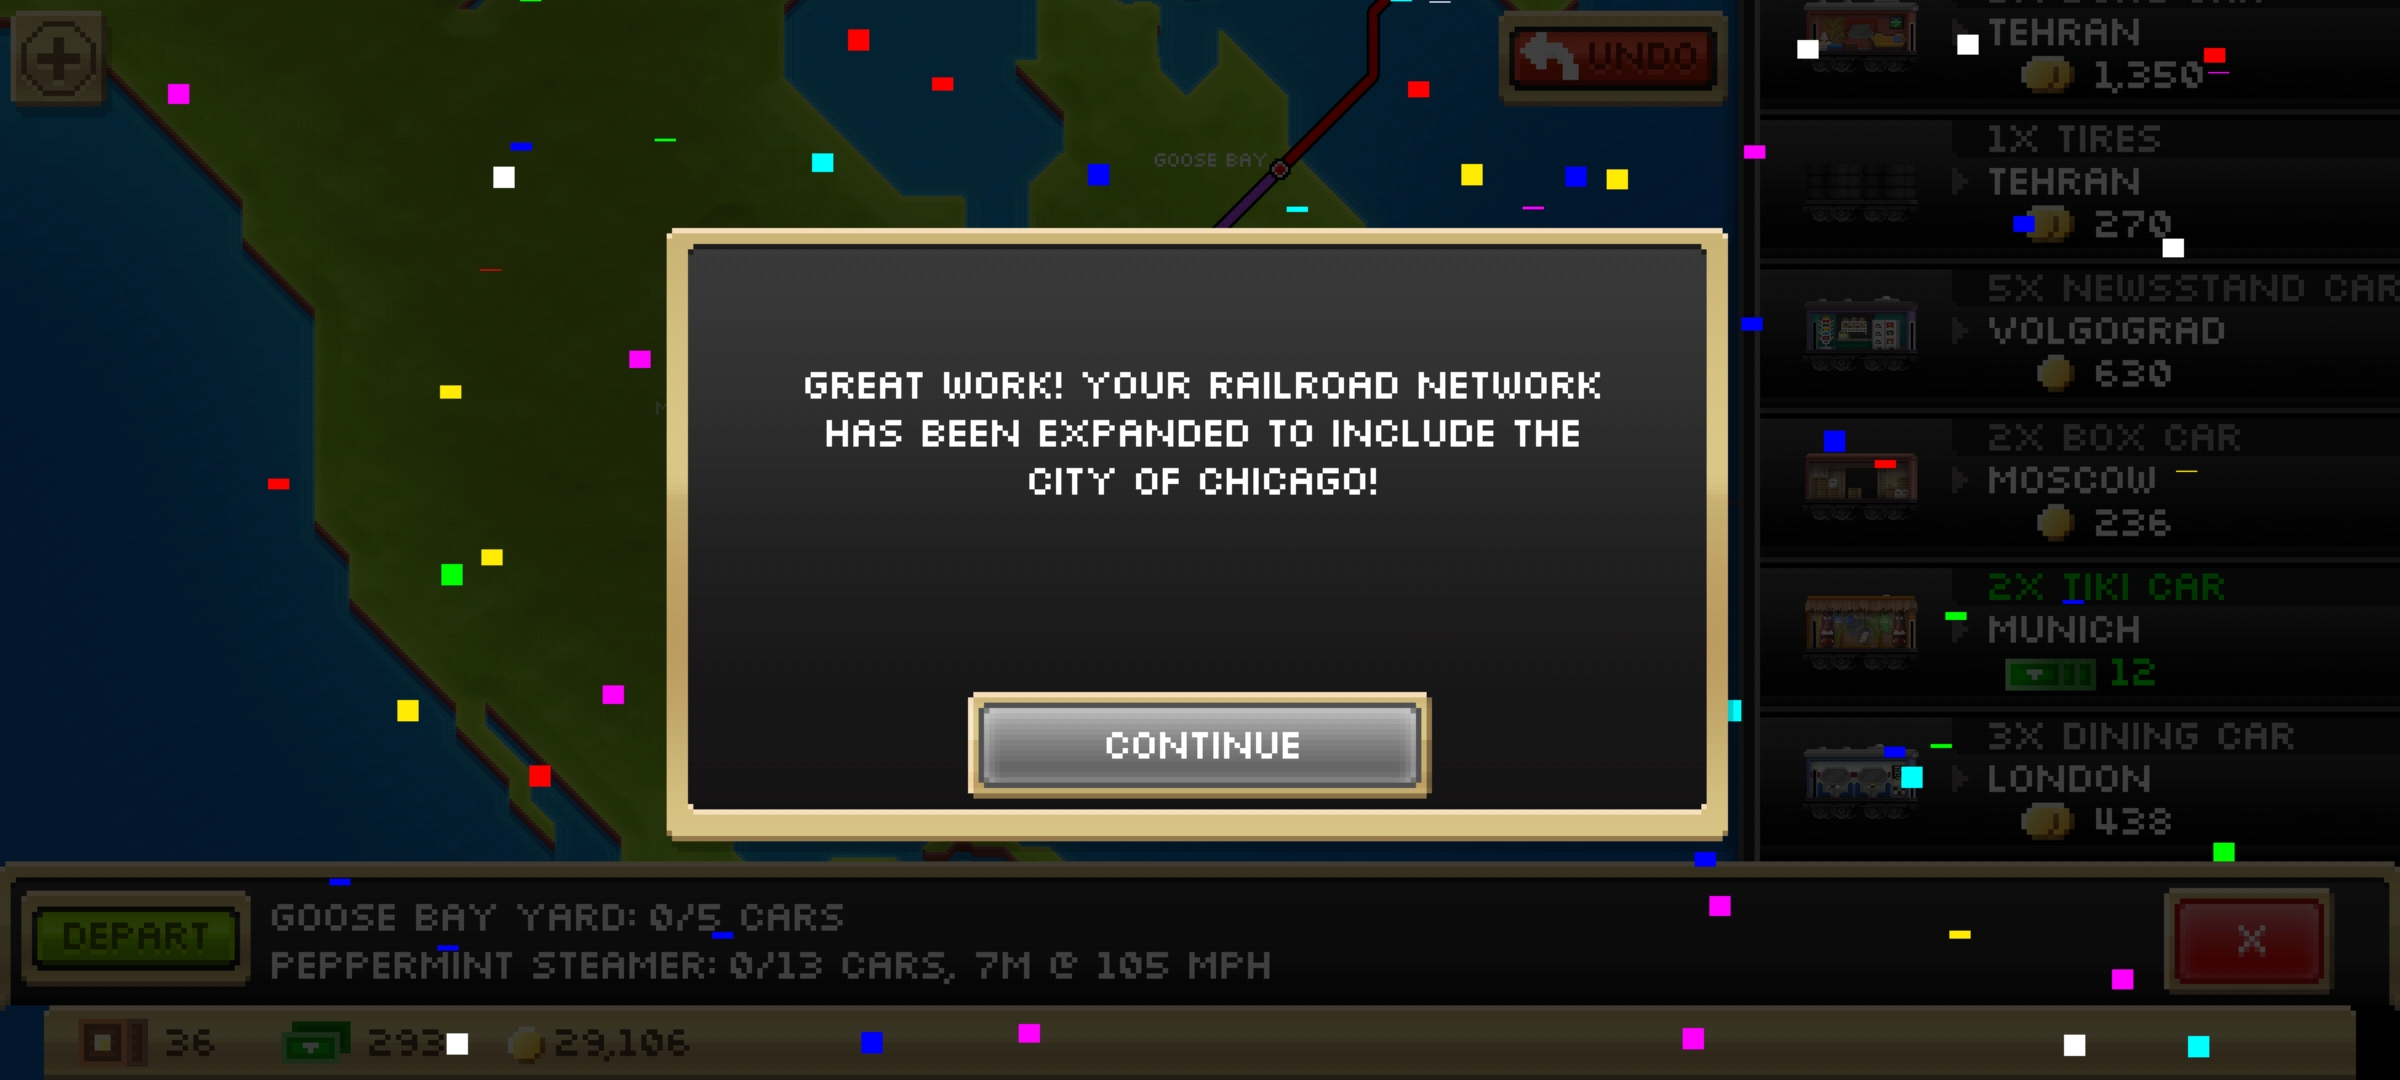 UNDO
GOOSE BAY
TEHRAN
1,350
1X TIRES
TEHRAN
270
5X NEWSSTAND CAR
VOLGOGRAD
630
2X BOX CAR
MOSCOW
236
2X TIKI CAR
MUNICH
12
3X DINING CAR
LONDON
438
GREAT WORK! YOUR RAILROAD NETWORK
HAS BEEN EXPANDED TO INCLUDE THE
CITY OF CHICAGO!
CONTINUE
DEPART
GOOSE BAY YARD: 0/5 CARS
PEPPERMINT STEAMER: 0/13 CARS, 7M @ 105 MPH
X
36
293
29,106